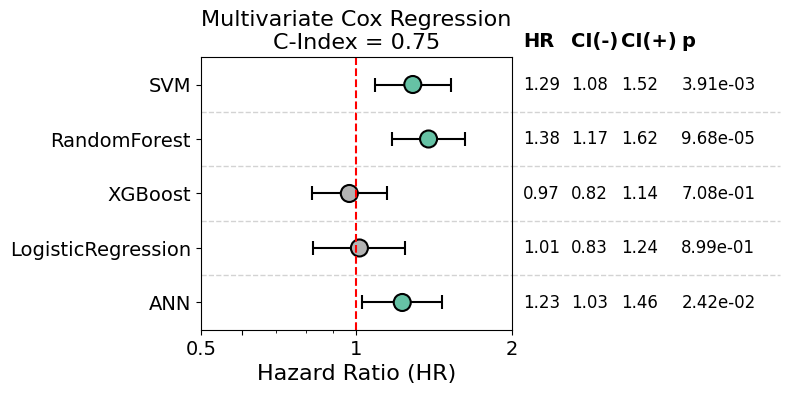 Multivariate Cox Regression
C-Index = 0.75
HR CI(-) CI(+) p
SVM 1.29 1.08 1.52 3.91e-03
RandomForest 1.38 1.17 1.62 9.68e-05
XGBoost 0.97 0.82 1.14 7.08e-01
LogisticRegression 1.01 0.83 1.24 8.99e-01
ANN 1.23 1.03 1.46 2.42e-02
0.5 1 2
Hazard Ratio (HR)